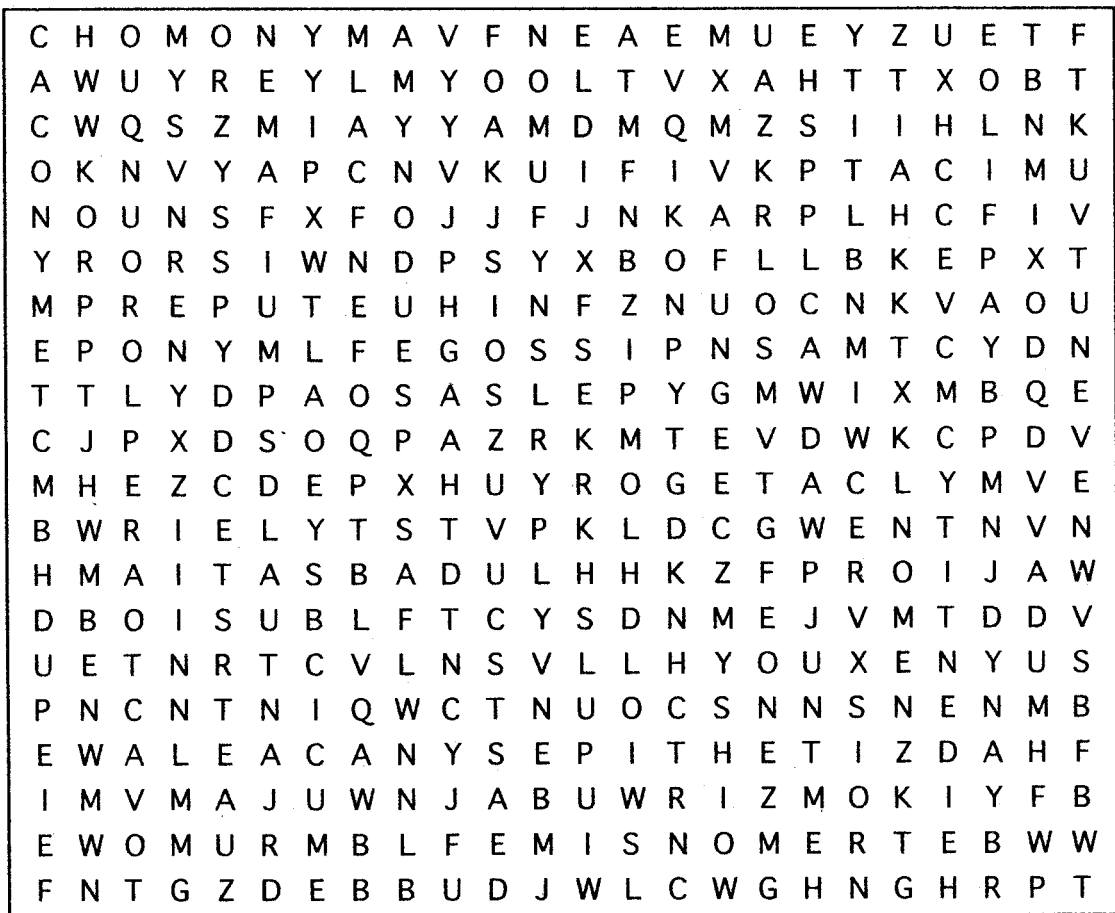 C H O M O N Y M A V F N E A E M U E Y Z U E T F
A W U Y R E Y L M Y O O L T V X A H T T X O B T
C W Q S Z M I A Y Y A M D M Q M Z S I I H L N K
O K N V Y A P C N V K U I F I V K P T A C I M U
N O U N S F X F O J J F J N K A R P L H C F I V
Y R O R S I W N D P S Y X B O F L L B K E P X T
M P R E P U T E U H I N F Z N U O C N K V A O U
E P O N Y M L F E G O S S I P N S A M T C Y D N
T T L Y D P A O S A S L E P Y G M W I X M B Q E
C J P X D S O Q P A Z R K M T E V D W K C P D V
M H E Z C D E P X H U Y R O G E T A C L Y M V E
B W R I E L Y T S T V P K L D C G W E N T N V N
H M A I T A S B A D U L H H K Z F P R O I J A W
D B O I S U B L F T C Y S D N M E J V M T D D V
U E T N R T C V L N S V L L H Y O U X E N Y U S
P N C N T N I Q W C T N U O C S N N S N E N M B
E W A L E A C A N Y S E P I T H E T I Z D A H F
I M V M A J U W N J A B U W R I Z M O K I Y F B
E W O M U R M B L F E M I S N O M E R T E B W W
F N T G Z D E B B U D J W L C W G H N G H R P T